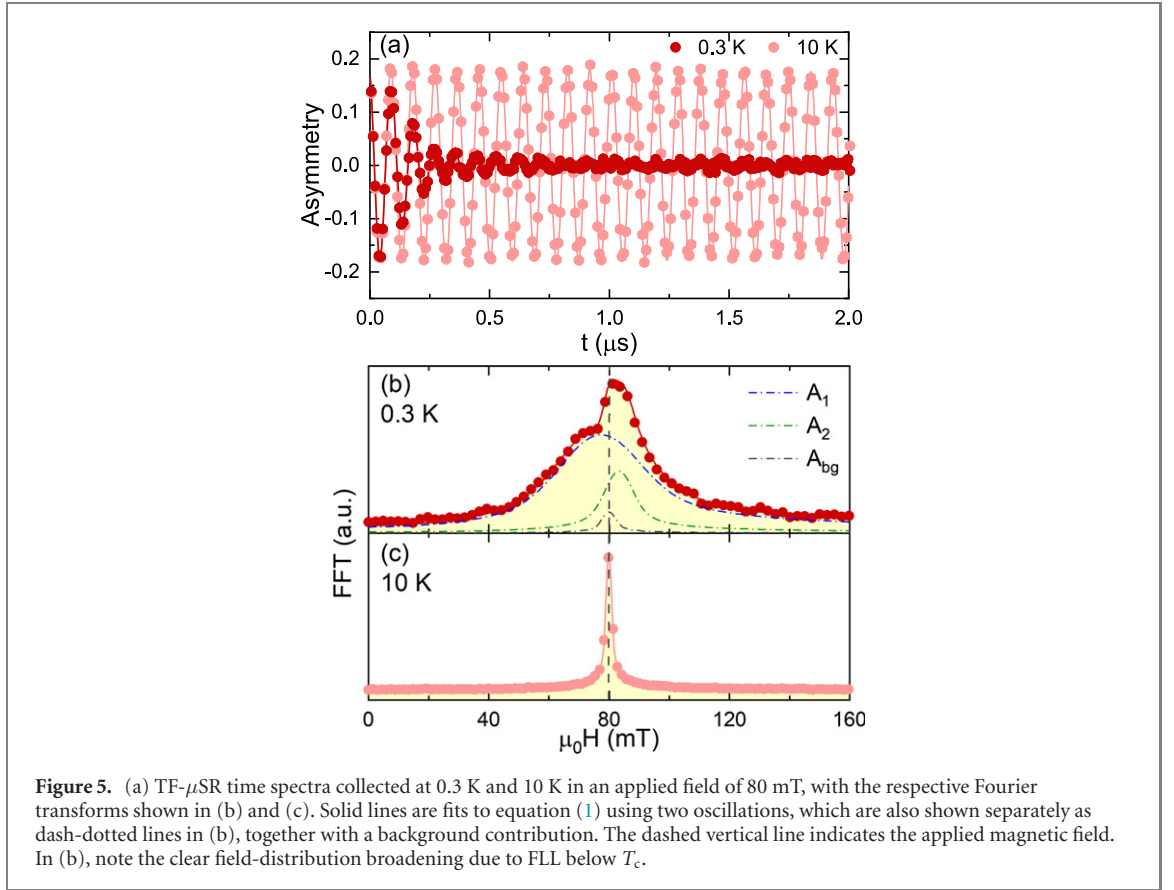 (a)
0.3 K
10 K
0.2
0.1
0.0
-0.1
-0.2
Asymmetry
0.0
0.5
1.0
1.5
2.0
t (μs)
(b)
0.3 K
A₁
A₂
A_bg
FFT (a.u.)
(c)
10 K
0
40
80
120
160
μ₀H (mT)
Figure 5. (a) TF-μSR time spectra collected at 0.3 K and 10 K in an applied field of 80 mT, with the respective Fourier
transforms shown in (b) and (c). Solid lines are fits to equation (1) using two oscillations, which are also shown separately as
dash-dotted lines in (b), together with a background contribution. The dashed vertical line indicates the applied magnetic field.
In (b), note the clear field-distribution broadening due to FLL below T_c.